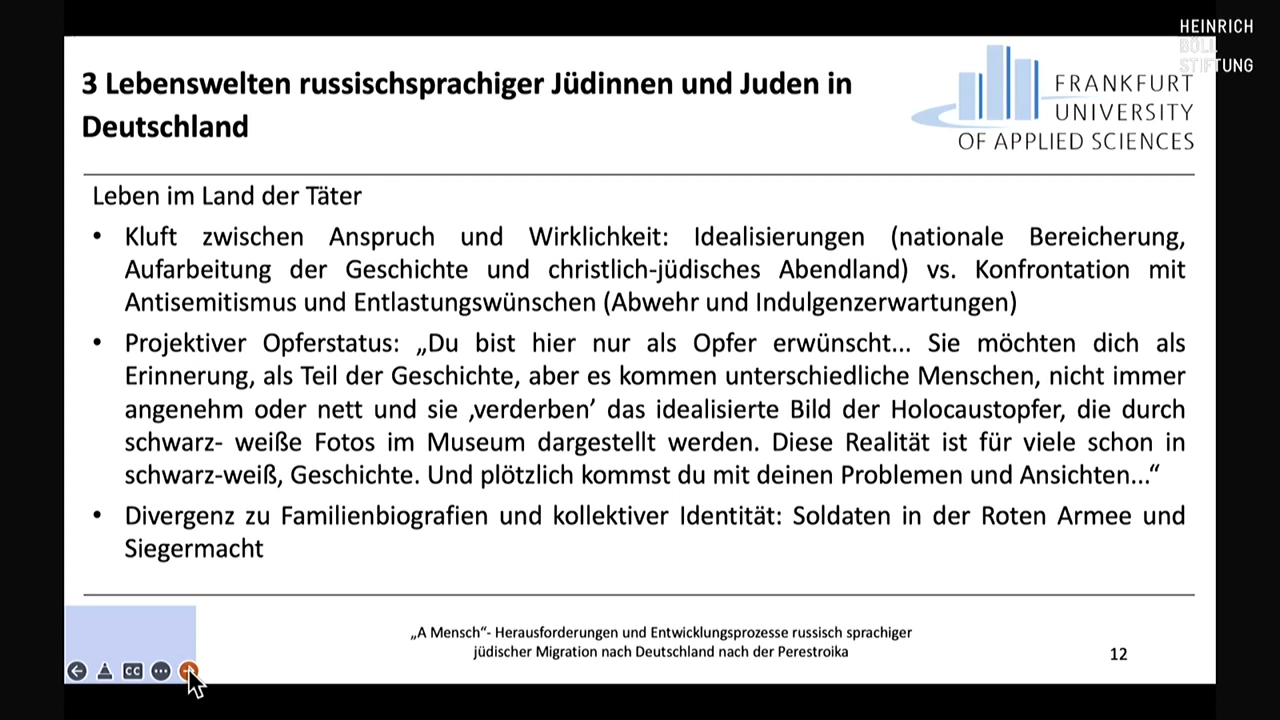 HEINRICH
BÖLL
STIFTUNG
3 Lebenswelten russischsprachiger Jüdinnen und Juden in
Deutschland
FRANKFURT
UNIVERSITY
OF APPLIED SCIENCES
Leben im Land der Täter
• Kluft zwischen Anspruch und Wirklichkeit: Idealisierungen (nationale Bereicherung,
Aufarbeitung der Geschichte und christlich-jüdisches Abendland) vs. Konfrontation mit
Antisemitismus und Entlastungswünschen (Abwehr und Indulgenzerwartungen)
• Projektiver Opferstatus: „Du bist hier nur als Opfer erwünscht... Sie möchten dich als
Erinnerung, als Teil der Geschichte, aber es kommen unterschiedliche Menschen, nicht immer
angenehm oder nett und sie ‚verderben’ das idealisierte Bild der Holocaustopfer, die durch
schwarz- weiße Fotos im Museum dargestellt werden. Diese Realität ist für viele schon in
schwarz-weiß, Geschichte. Und plötzlich kommst du mit deinen Problemen und Ansichten...“
• Divergenz zu Familienbiografien und kollektiver Identität: Soldaten in der Roten Armee und
Siegermacht
„A Mensch“- Herausforderungen und Entwicklungsprozesse russisch sprachiger
jüdischer Migration nach Deutschland nach der Perestroika
12
CC